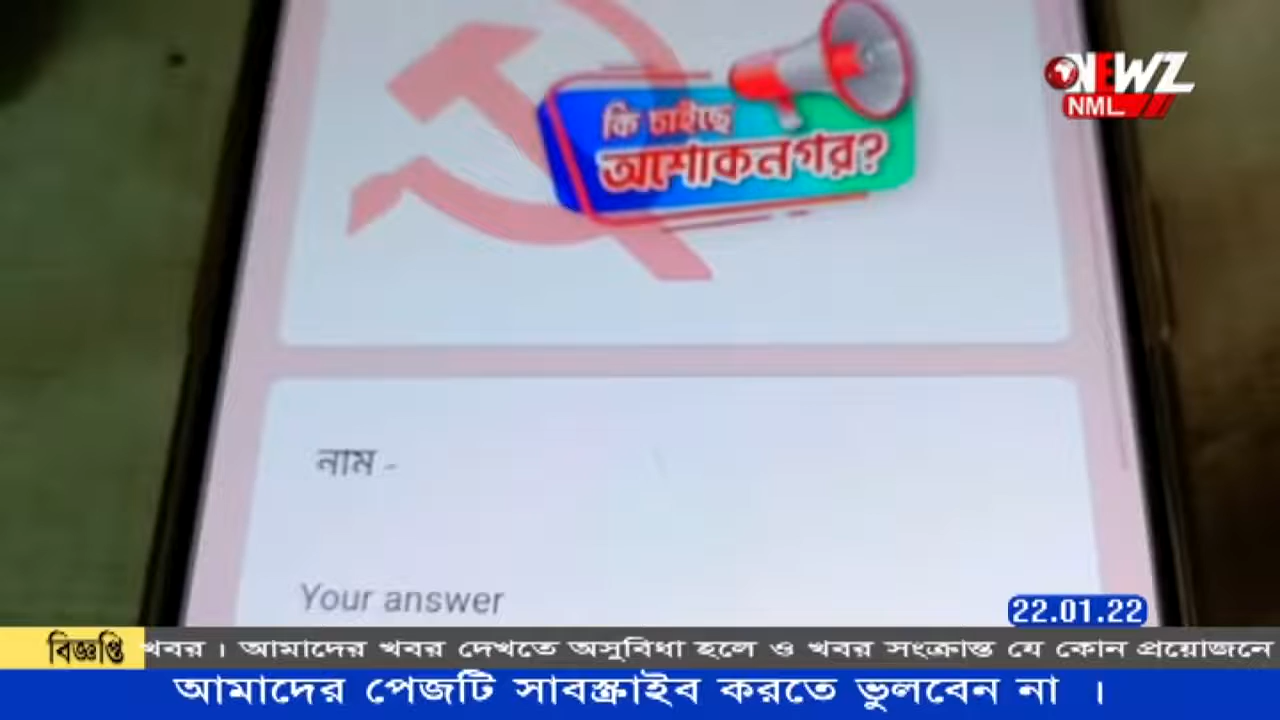 NEWZ
NML
কি চাইছে
অশোকনগর?
নাম -
Your answer
22.01.22
বিজ্ঞপ্তি
খবর । আমাদের খবর দেখতে অসুবিধা হলে ও খবর সংক্রান্ত যে কোন প্রয়োজনে
আমাদের পেজটি সাবস্ক্রাইব করতে ভুলবেন না ।